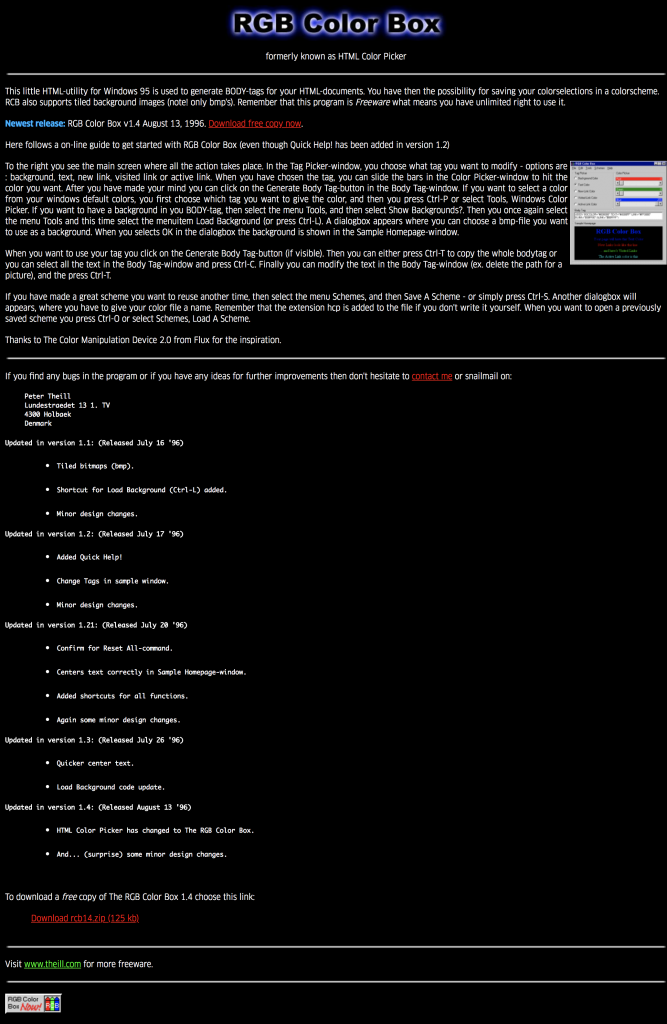 RGB Color Box
formerly known as HTML Color Picker
This little HTML-utility for Windows 95 is used to generate BODY-tags for your HTML-documents. You have then the possibility for saving your colorselections in a colorscheme.
RCB also supports tiled background images (note! only bmp's). Remember that this program is Freeware what means you have unlimited right to use it.
Newest release: RGB Color Box v1.4 August 13, 1996. Download free copy now.
Here follows a on-line guide to get started with RGB Color Box (even though Quick Help! has been added in version 1.2)
To the right you see the main screen where all the action takes place. In the Tag Picker-window, you choose what tag you want to modify - options are
: background, text, new link, visited link or active link. When you have chosen the tag, you can slide the bars in the Color Picker-window to hit the
color you want. After you have made your mind you can click on the Generate Body Tag-button in the Body Tag-window. If you want to select a color
from your windows default colors, you first choose which tag you want to give the color, and then you press Ctrl-P or select Tools, Windows Color
Picker. If you want to have a background in you BODY-tag, then select the menu Tools, and then select Show Backgrounds?. Then you once again select
the menu Tools and this time select the menuitem Load Background (or press Ctrl-L). A dialogbox appears where you can choose a bmp-file you want
to use as a background. When you selects OK in the dialogbox the background is shown in the Sample Homepage-window.
When you want to use your tag you click on the Generate Body Tag-button (if visible). Then you can either press Ctrl-T to copy the whole bodytag or
you can select all the text in the Body Tag-window and press Ctrl-C. Finally you can modify the text in the Body Tag-window (ex. delete the path for a
picture), and the press Ctrl-T.
If you have made a great scheme you want to reuse another time, then select the menu Schemes, and then Save A Scheme - or simply press Ctrl-S. Another dialogbox will
appears, where you have to give your color file a name. Remember that the extension hcp is added to the file if you don't write it yourself. When you want to open a previously
saved scheme you press Ctrl-O or select Schemes, Load A Scheme.
Thanks to The Color Manipulation Device 2.0 from Flux for the inspiration.
If you find any bugs in the program or if you have any ideas for further improvements then don't hesitate to contact me or snailmail on:
Peter Theill
Lundestraedet 13 1. TV
4300 Holbaek
Denmark
Updated in version 1.1: (Released July 16 '96)
• Tiled bitmaps (bmp).
• Shortcut for Load Background (Ctrl-L) added.
• Minor design changes.
Updated in version 1.2: (Released July 17 '96)
• Added Quick Help!
• Change Tags in sample window.
• Minor design changes.
Updated in version 1.21: (Released July 20 '96)
• Confirm for Reset All-command.
• Centers text correctly in Sample Homepage-window.
• Added shortcuts for all functions.
• Again some minor design changes.
Updated in version 1.3: (Released July 26 '96)
• Quicker center text.
• Load Background code update.
Updated in version 1.4: (Released August 13 '96)
• HTML Color Picker has changed to The RGB Color Box.
• And... (surprise) some minor design changes.
To download a free copy of The RGB Color Box 1.4 choose this link:
Download rcb14.zip (125 kb)
Visit www.theill.com for more freeware.
RGB Color
Box Now! RGB